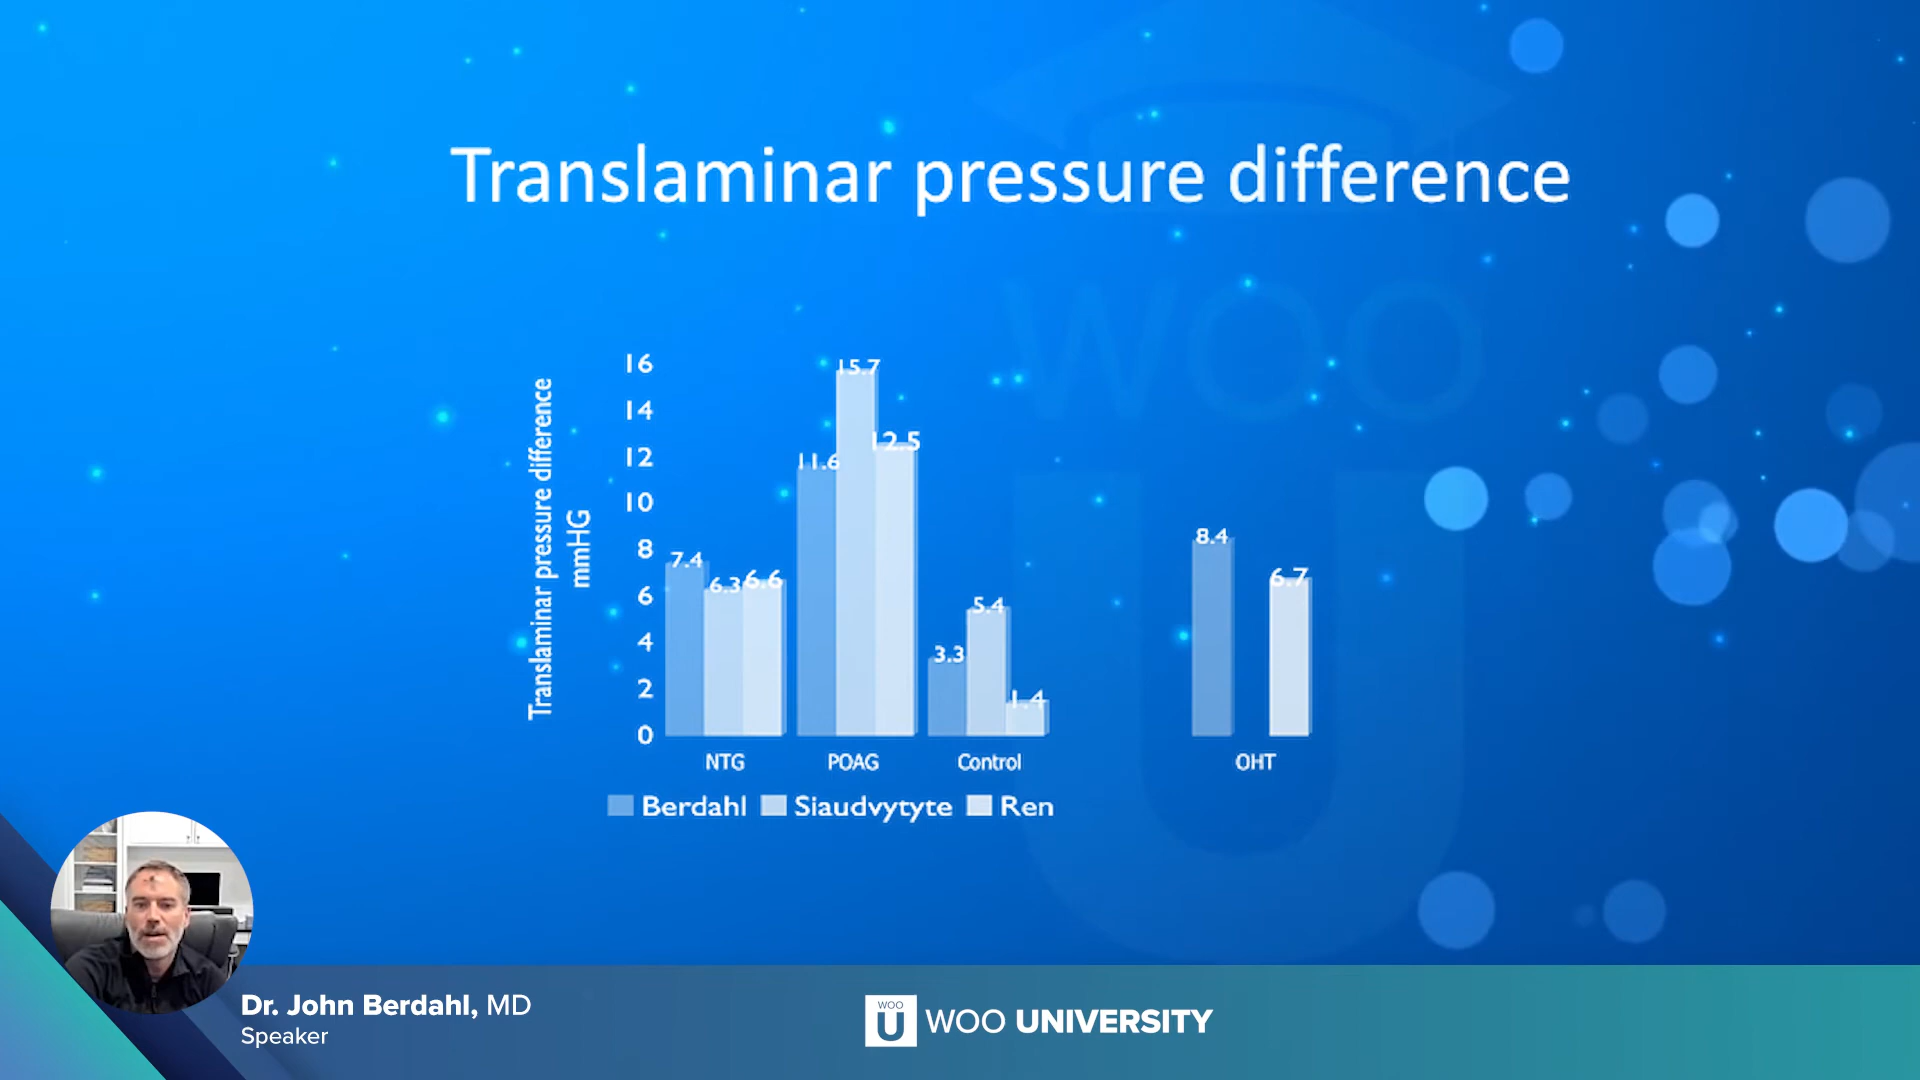 Translaminar pressure difference
WOO
U
Translaminar pressure difference
mmHG
16
14
12
10
8
6
4
2
0
7.4
6.3
6.6
11.6
15.7
12.5
3.3
5.4
1.4
8.4
6.7
NTG
POAG
Control
OHT
Berdahl
Siaudvytyte
Ren
Dr. John Berdahl, MD
Speaker
WOO
U
WOO UNIVERSITY